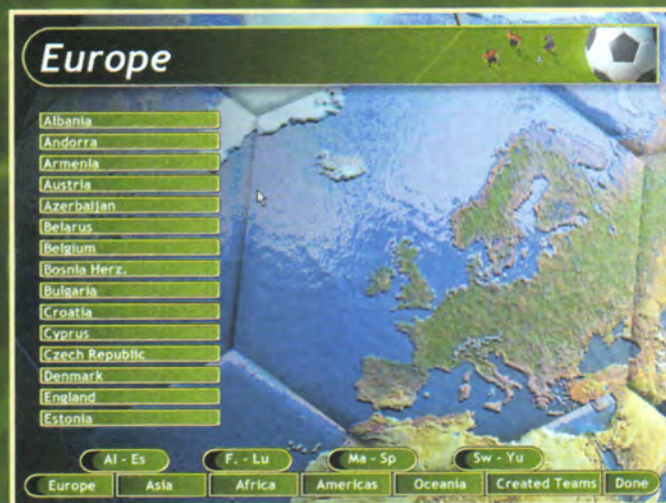 Europe
Albania
Andorra
Armenia
Austria
Azerbaijan
Belarus
Belgium
Bosnia Herz.
Bulgaria
Croatia
Cyprus
Czech Republic
Denmark
England
Estonia
Al - Es F. - Lu Ma - Sp Sw - Yu
Europe Asia Africa Americas Oceania Created Teams Done